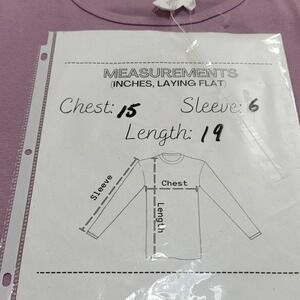 MEASUREMENTS
(INCHES, LAYING FLAT)
Chest: 15 Sleeve: 6
Length: 19
Sleeve
Chest
Length